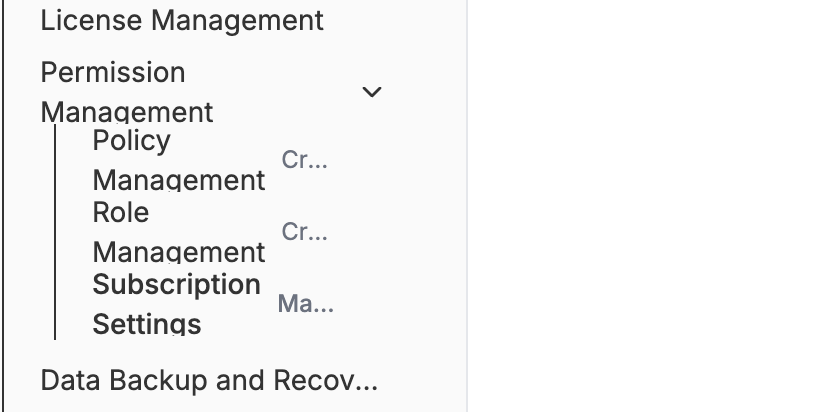 License Management
Permission
Management
Policy
Management
Cr...
Role
Management
Cr...
Subscription
Settings
Ma...
Data Backup and Recov...